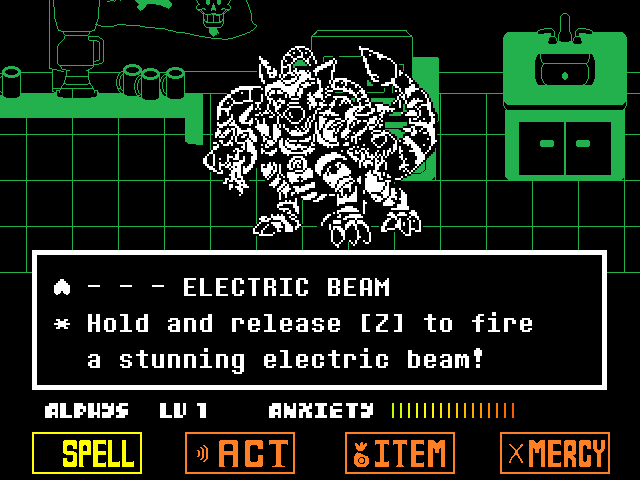 - - - ELECTRIC BEAM
* Hold and release [Z] to fire
a stunning electric beam!
ALPHYS LV 1 ANXIETY
SPELL ACT ITEM MERCY